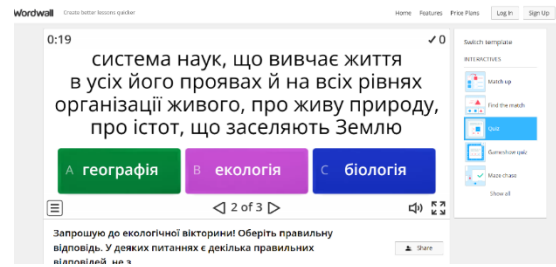 Wordwall Create better lessons quicker
Home Features Price Plans Log In Sign Up
0:19 ✓ 0
система наук, що вивчає життя
в усіх його проявах й на всіх рівнях
організації живого, про живу природу,
про істот, що заселяють Землю
A географія B екологія C біологія
2 of 3
Запрошую до екологічної вікторини! Оберіть правильну
відповідь. У деяких питаннях є декілька правильних
відповідей, не з
Share
Switch template
INTERACTIVES
Match up
Find the match
Quiz
Gameshow quiz
Maze chase
Show all